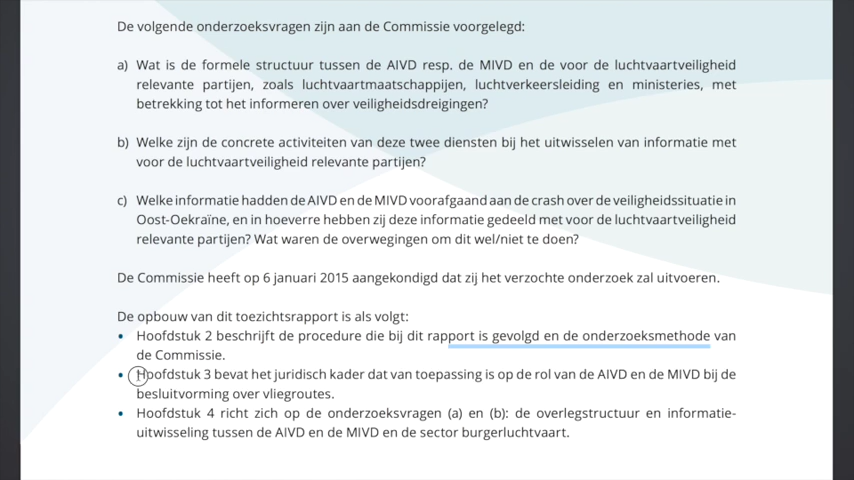 De volgende onderzoeksvragen zijn aan de Commissie voorgelegd:
a) Wat is de formele structuur tussen de AIVD resp. de MIVD en de voor de luchtvaartveiligheid
relevante partijen, zoals luchtvaartmaatschappijen, luchtverkeersleiding en ministeries, met
betrekking tot het informeren over veiligheidsdreigingen?
b) Welke zijn de concrete activiteiten van deze twee diensten bij het uitwisselen van informatie met
voor de luchtvaartveiligheid relevante partijen?
c) Welke informatie hadden de AIVD en de MIVD voorafgaand aan de crash over de veiligheidssituatie in
Oost-Oekraïne, en in hoeverre hebben zij deze informatie gedeeld met voor de luchtvaartveiligheid
relevante partijen? Wat waren de overwegingen om dit wel/niet te doen?
De Commissie heeft op 6 januari 2015 aangekondigd dat zij het verzochte onderzoek zal uitvoeren.
De opbouw van dit toezichtsrapport is als volgt:
• Hoofdstuk 2 beschrijft de procedure die bij dit rapport is gevolgd en de onderzoeksmethode van
de Commissie.
• Hoofdstuk 3 bevat het juridisch kader dat van toepassing is op de rol van de AIVD en de MIVD bij de
besluitvorming over vliegroutes.
• Hoofdstuk 4 richt zich op de onderzoeksvragen (a) en (b): de overlegstructuur en informatie-
uitwisseling tussen de AIVD en de MIVD en de sector burgerluchtvaart.